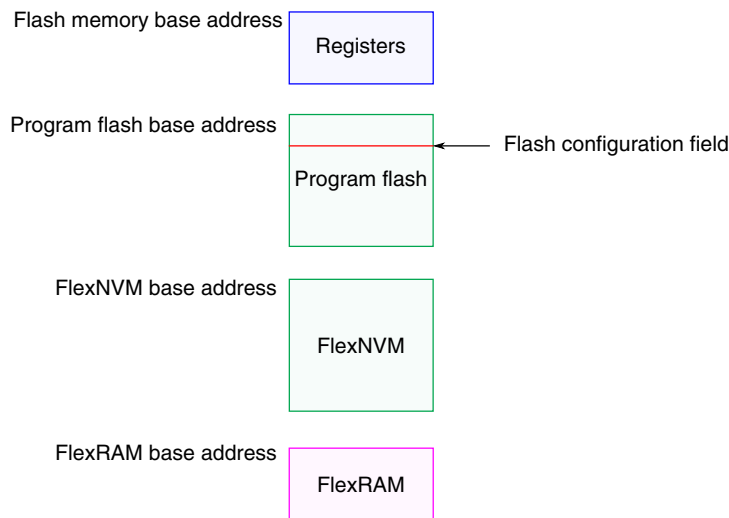 Flash memory base address
Registers
Program flash base address
Flash configuration field
Program flash
FlexNVM base address
FlexNVM
FlexRAM base address
FlexRAM